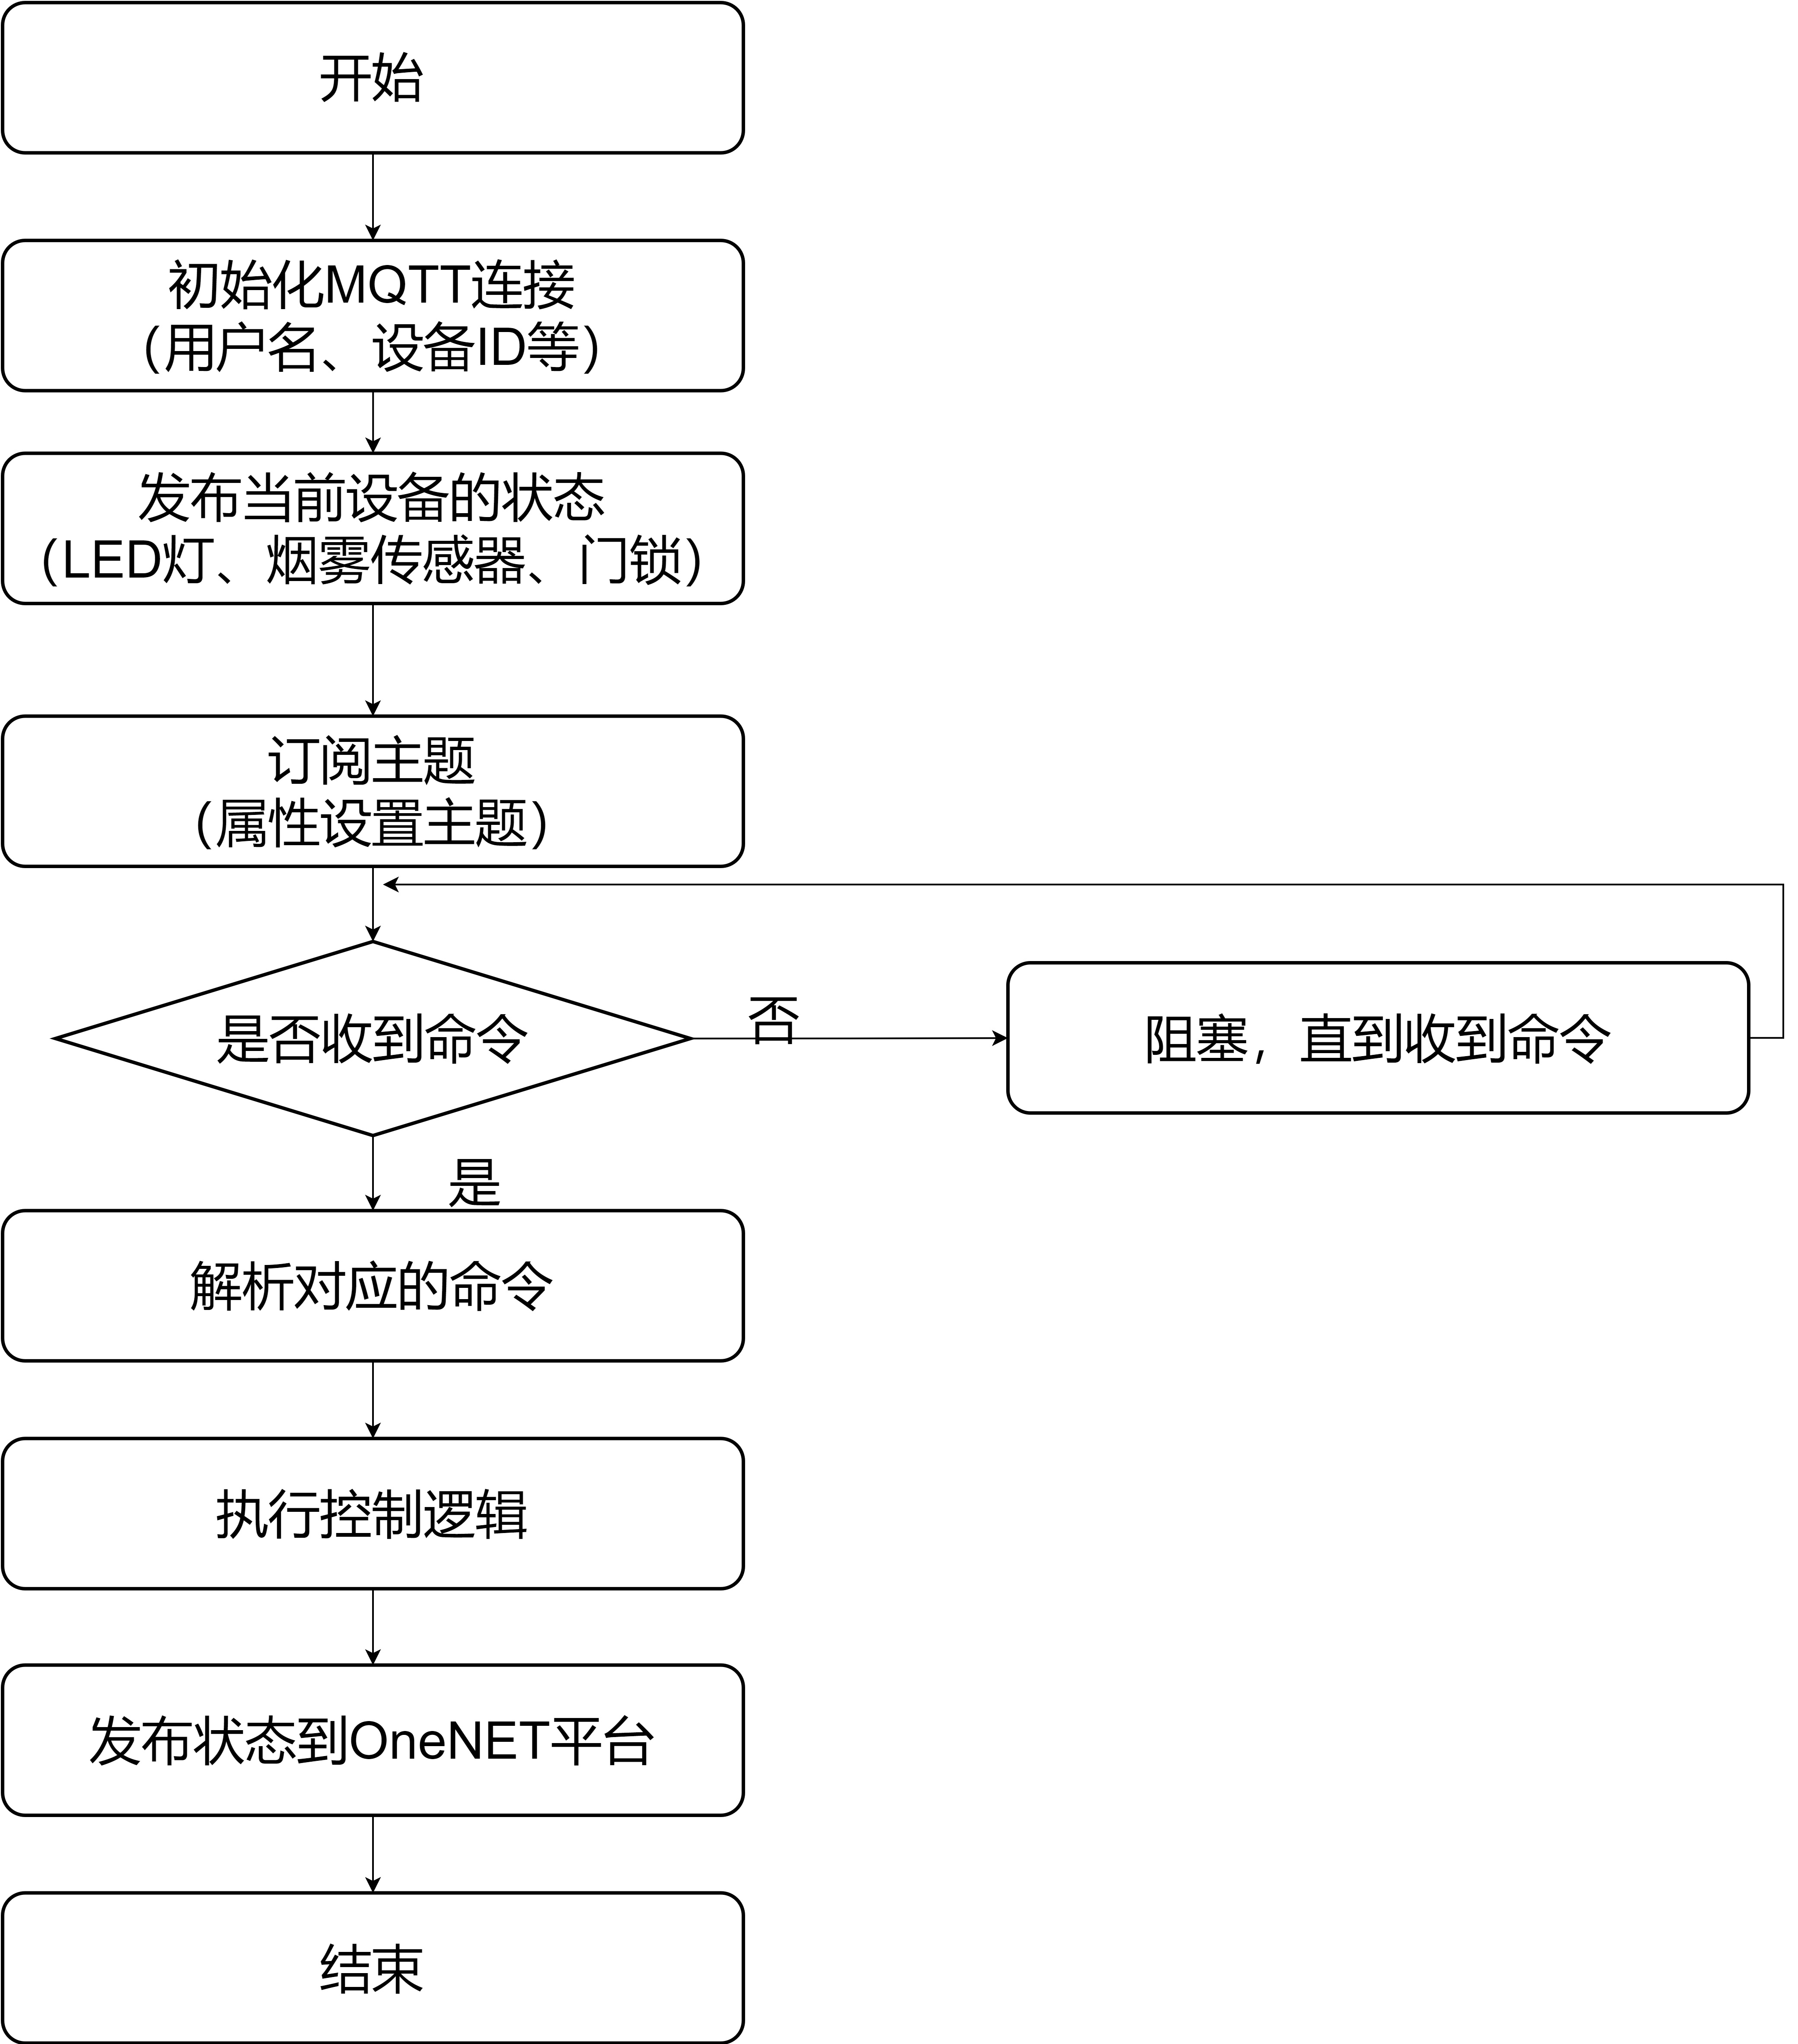 开始
初始化MQTT连接
（用户名、设备ID等）
发布当前设备的状态
（LED灯、烟雾传感器、门锁）
订阅主题
（属性设置主题）
是否收到命令
否
阻塞，直到收到命令
是
解析对应的命令
执行控制逻辑
发布状态到OneNET平台
结束